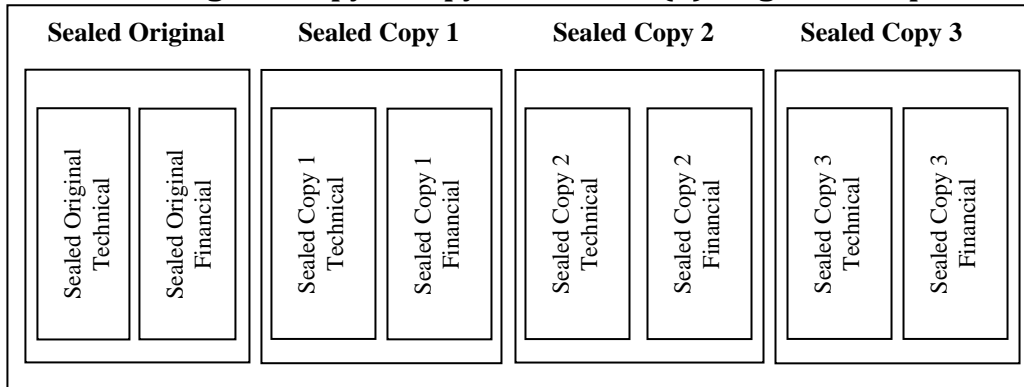 Sealed Original Sealed Copy 1 Sealed Copy 2 Sealed Copy 3
Sealed Original
Technical
Sealed Original
Financial
Sealed Copy 1
Technical
Sealed Copy 1
Financial
Sealed Copy 2
Technical
Sealed Copy 2
Financial
Sealed Copy 3
Technical
Sealed Copy 3
Financial